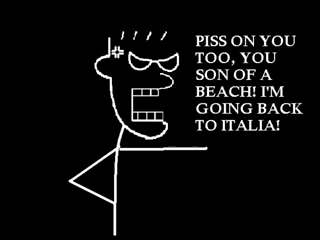 PISS ON YOU
TOO, YOU
SON OF A
BEACH! I'M
GOING BACK
TO ITALIA!